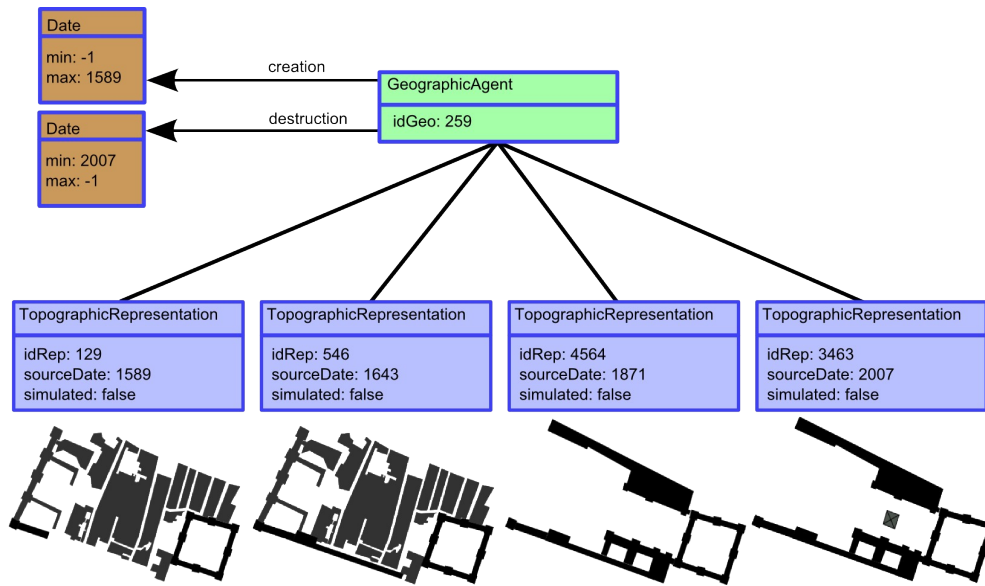 Date
min: -1
max: 1589
creation
GeographicAgent
idGeo: 259
destruction
Date
min: 2007
max: -1
TopographicRepresentation
idRep: 129
sourceDate: 1589
simulated: false
TopographicRepresentation
idRep: 546
sourceDate: 1643
simulated: false
TopographicRepresentation
idRep: 4564
sourceDate: 1871
simulated: false
TopographicRepresentation
idRep: 3463
sourceDate: 2007
simulated: false